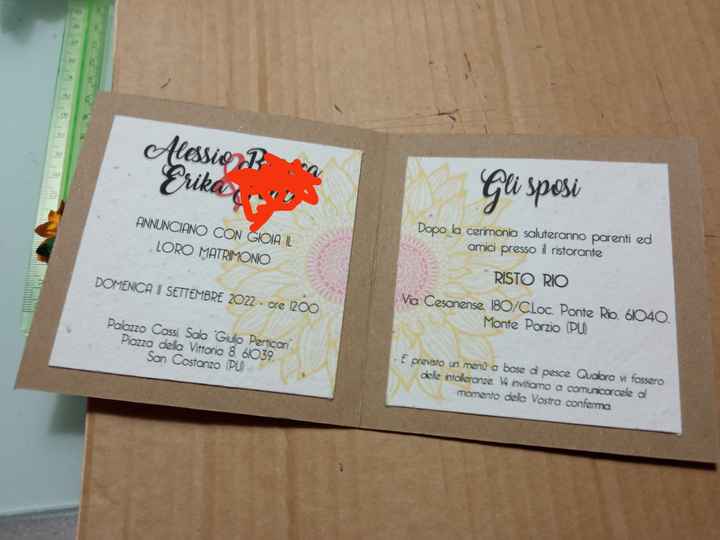 Alessio
Erika
ANNUNCIANO CON GIOIA IL
LORO MATRIMONIO
DOMENICA 11 SETTEMBRE 2022 - ore 12:00
Palazzo Cassi, Sala "Giulio Perticari",
Piazza della Vittoria 8, 61039,
San Costanzo (PU)
Gli sposi
Dopo la cerimonia saluteranno parenti ed
amici presso il ristorante
RISTO RIO
Via Cesanense, 180/C,Loc. Ponte Rio, 61040,
Monte Porzio (PU)
E previsto un menù a base di pesce. Qualora vi fossero
delle intolleranze, Vi invitiamo a comunicarcele al
momento della Vostra conferma.